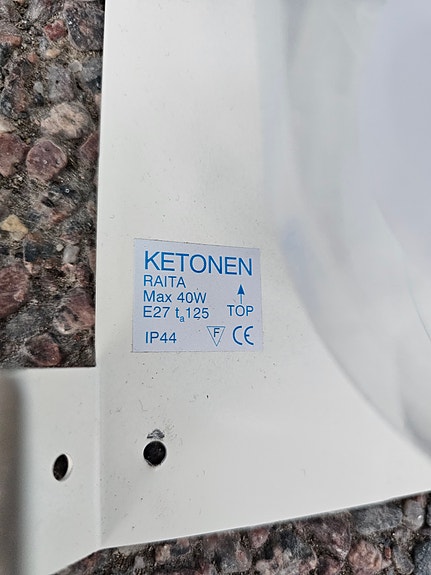 KETONEN
RAITA
Max 40W
E27 ta125 TOP
IP44 F CE